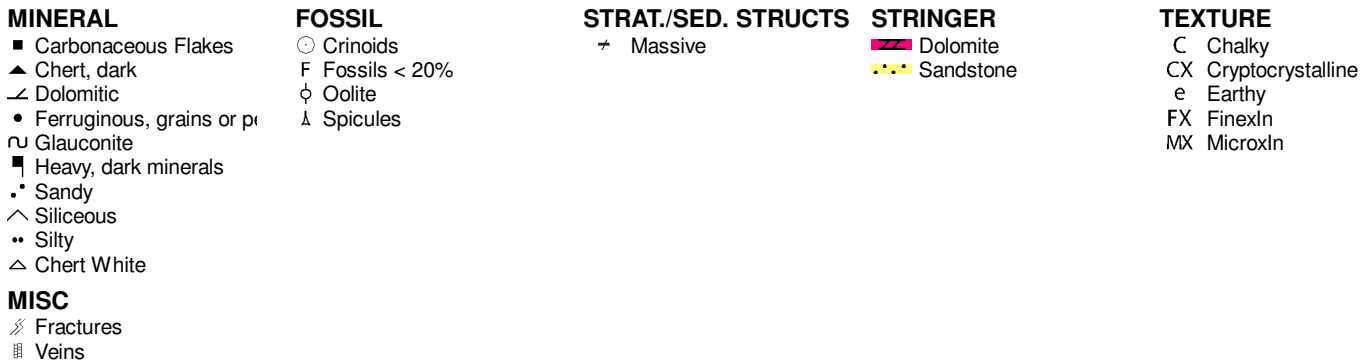 MINERAL
Carbonaceous Flakes
Chert, dark
Dolomitic
Ferruginous, grains or pe
Glauconite
Heavy, dark minerals
Sandy
Siliceous
Silty
Chert White
MISC
Fractures
Veins
FOSSIL
Crinoids
F Fossils < 20%
Oolite
Spicules
STRAT./SED. STRUCTS
Massive
STRINGER
Dolomite
Sandstone
TEXTURE
C Chalky
CX Cryptocrystalline
e Earthy
FX FinexIn
MX MicroxIn